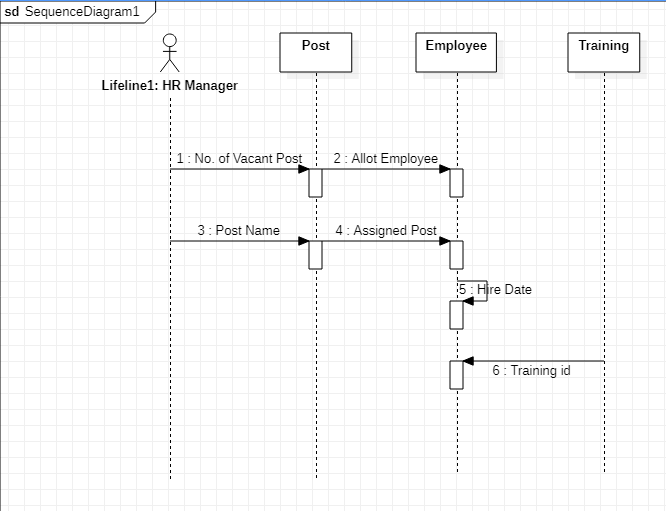 sd SequenceDiagram1
Post
Employee
Training
Lifeline1: HR Manager
1 : No. of Vacant Post
2 : Allot Employee
3 : Post Name
4 : Assigned Post
5 : Hire Date
6 : Training id